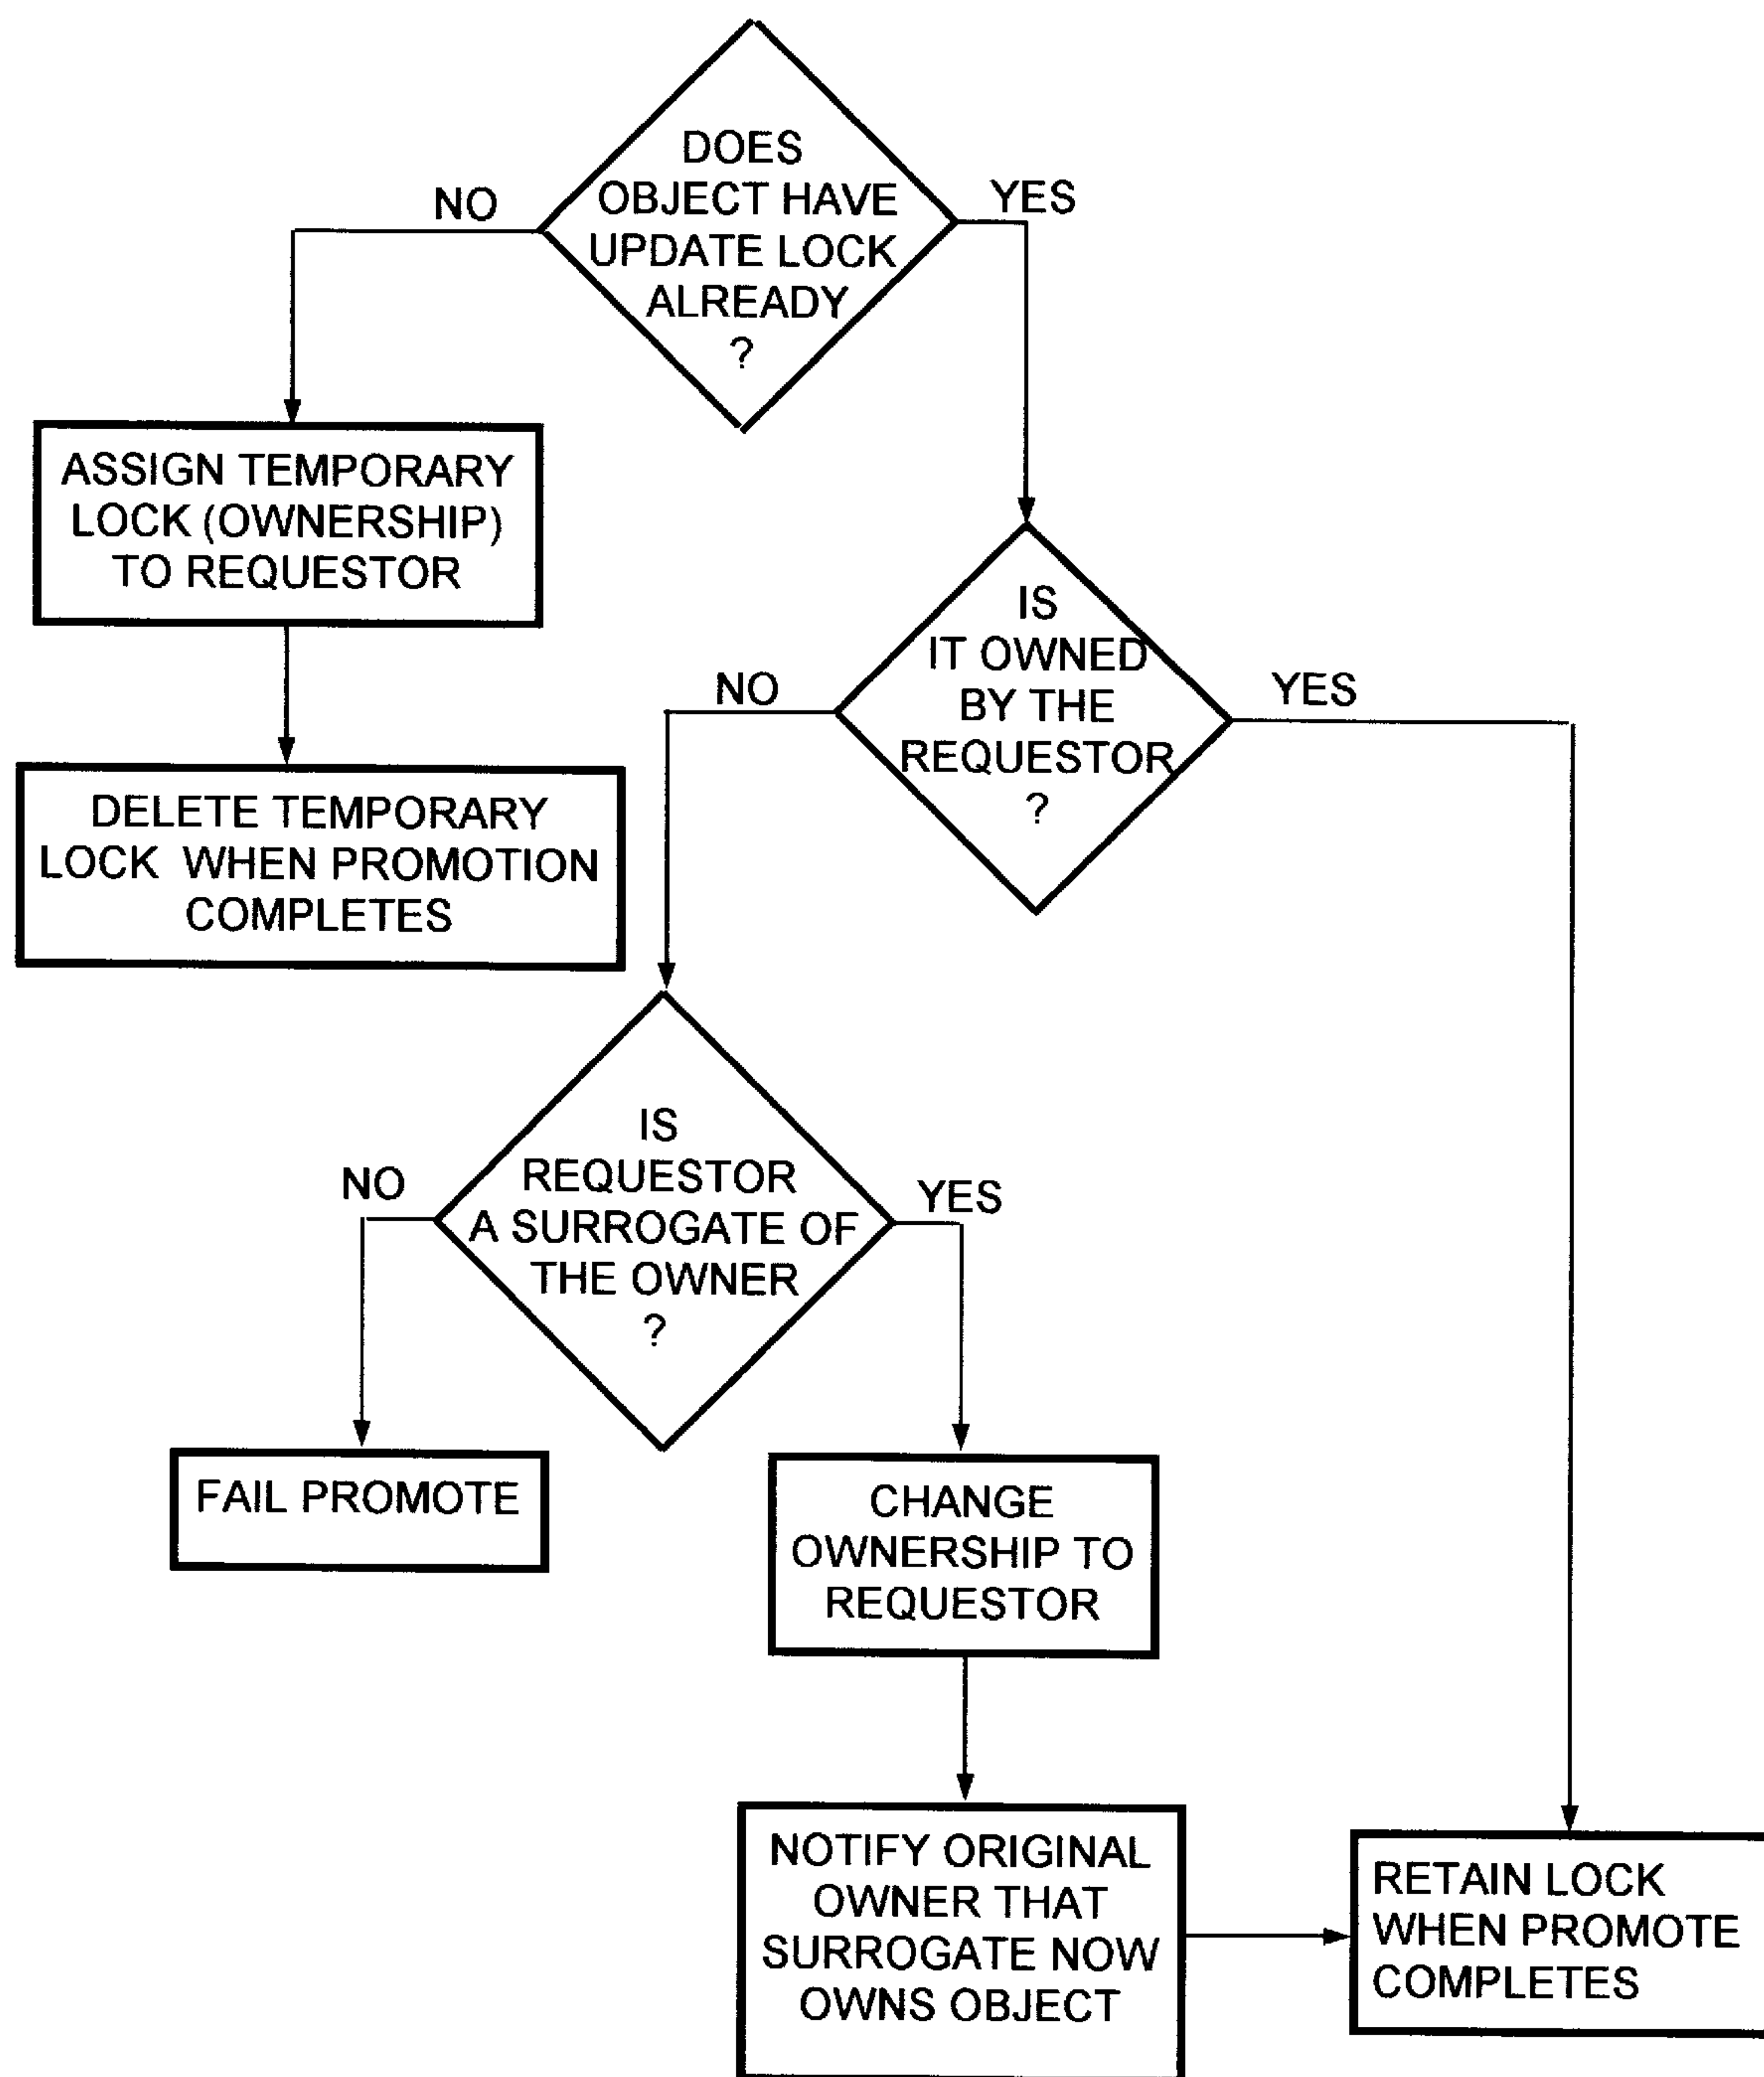 DOES
OBJECT HAVE
UPDATE LOCK
ALREADY
?
NO
YES
ASSIGN TEMPORARY
LOCK (OWNERSHIP)
TO REQUESTOR
DELETE TEMPORARY
LOCK WHEN PROMOTION
COMPLETES
IS
IT OWNED
BY THE
REQUESTOR
?
NO
YES
IS
REQUESTOR
A SURROGATE OF
THE OWNER
?
NO
YES
FAIL PROMOTE
CHANGE
OWNERSHIP TO
REQUESTOR
NOTIFY ORIGINAL
OWNER THAT
SURROGATE NOW
OWNS OBJECT
RETAIN LOCK
WHEN PROMOTE
COMPLETES